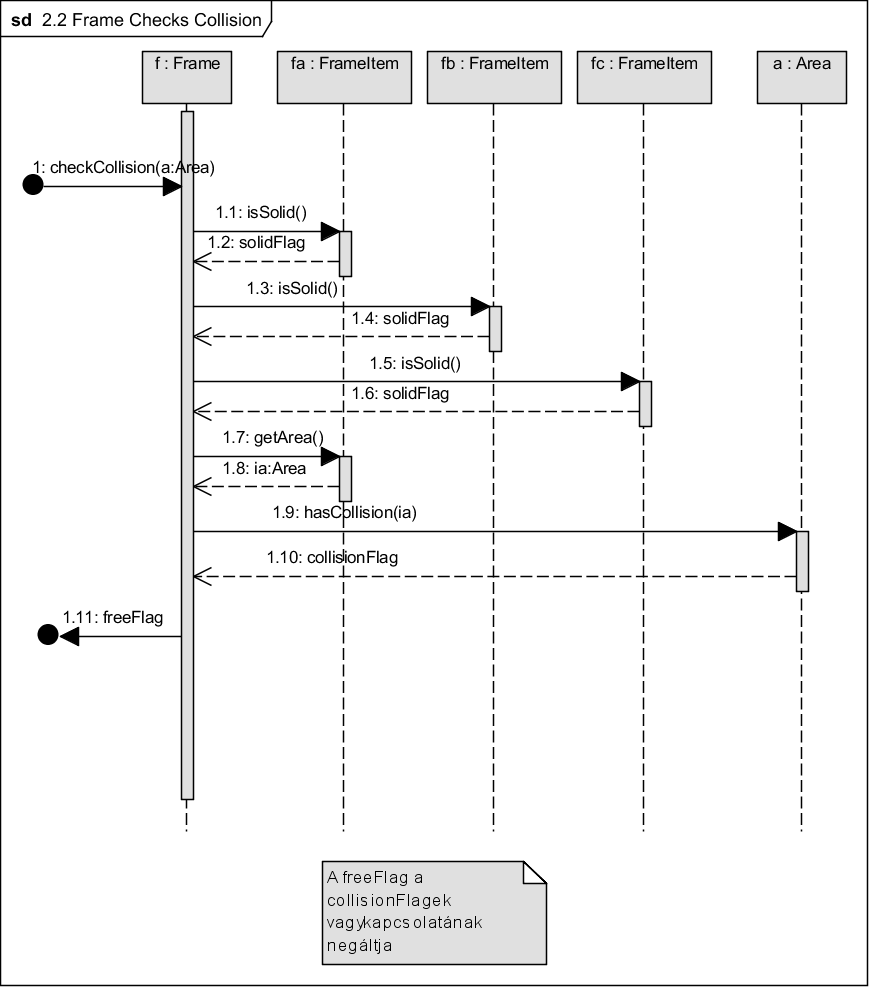 sd 2.2 Frame Checks Collision
f : Frame
fa : FrameItem
fb : FrameItem
fc : FrameItem
a : Area
1: checkCollision(a:Area)
1.1: isSolid()
1.2: solidFlag
1.3: isSolid()
1.4: solidFlag
1.5: isSolid()
1.6: solidFlag
1.7: getArea()
1.8: ia:Area
1.9: hasCollision(ia)
1.10: collisionFlag
1.11: freeFlag
A freeFlag a
collisionFlagek
vagykapcsolatának
negáltja